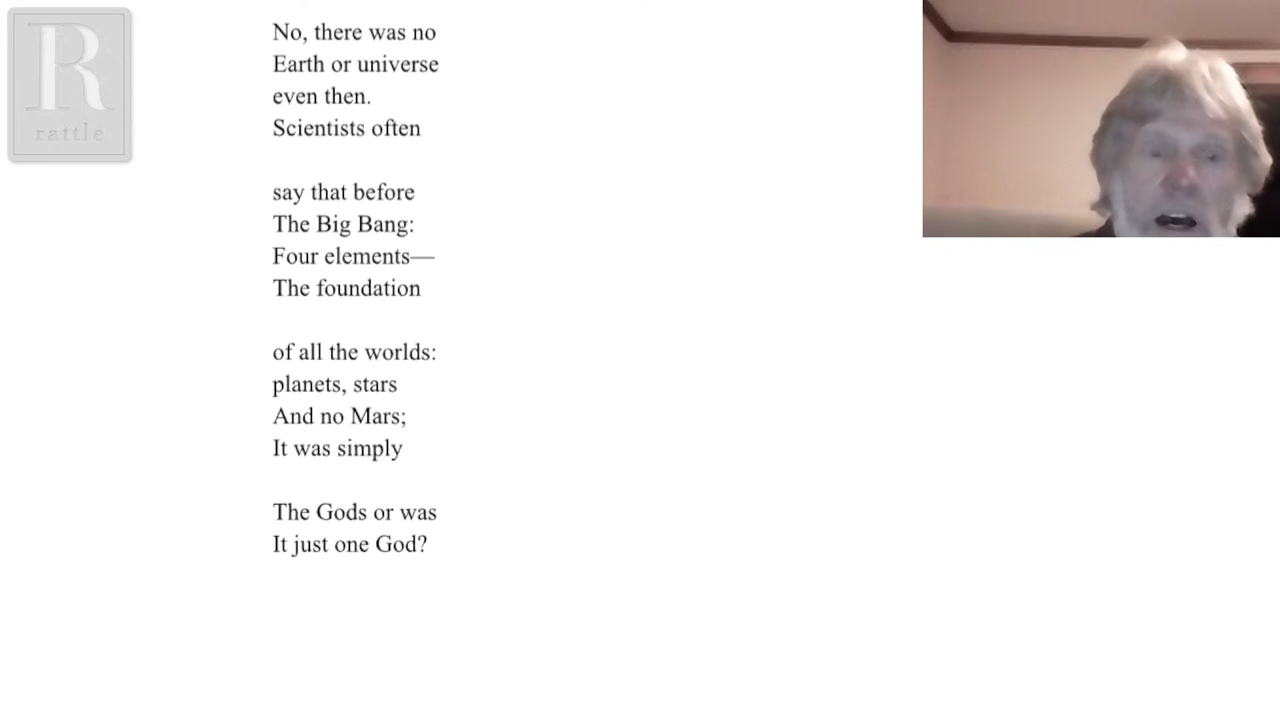 R
rattle
No, there was no
Earth or universe
even then.
Scientists often
say that before
The Big Bang:
Four elements—
The foundation
of all the worlds:
planets, stars
And no Mars;
It was simply
The Gods or was
It just one God?